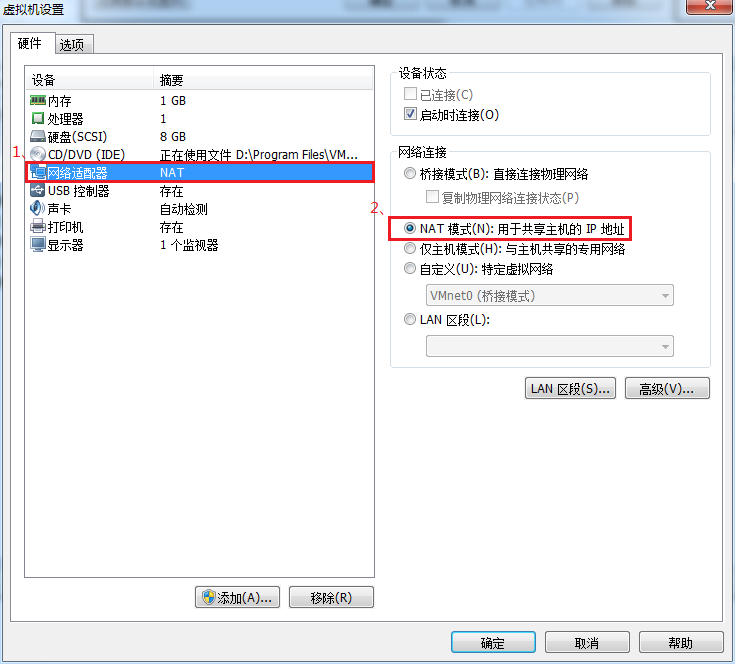 虚拟机设置
硬件 选项
设备 摘要
内存 1 GB
处理器 1
硬盘(SCSI) 8 GB
1、
CD/DVD (IDE) 正在使用文件 D:\Program Files\VM...
网络适配器 NAT
USB 控制器 存在
声卡 自动检测
打印机 存在
显示器 1 个监视器
添加(A)... 移除(R)
设备状态
已连接(C)
启动时连接(O)
网络连接
桥接模式(B): 直接连接物理网络
复制物理网络连接状态(P)
2、
NAT 模式(N): 用于共享主机的 IP 地址
仅主机模式(H): 与主机共享的专用网络
自定义(U): 特定虚拟网络
VMnet0 (桥接模式)
LAN 区段(L):
LAN 区段(S)... 高级(V)...
确定 取消 帮助